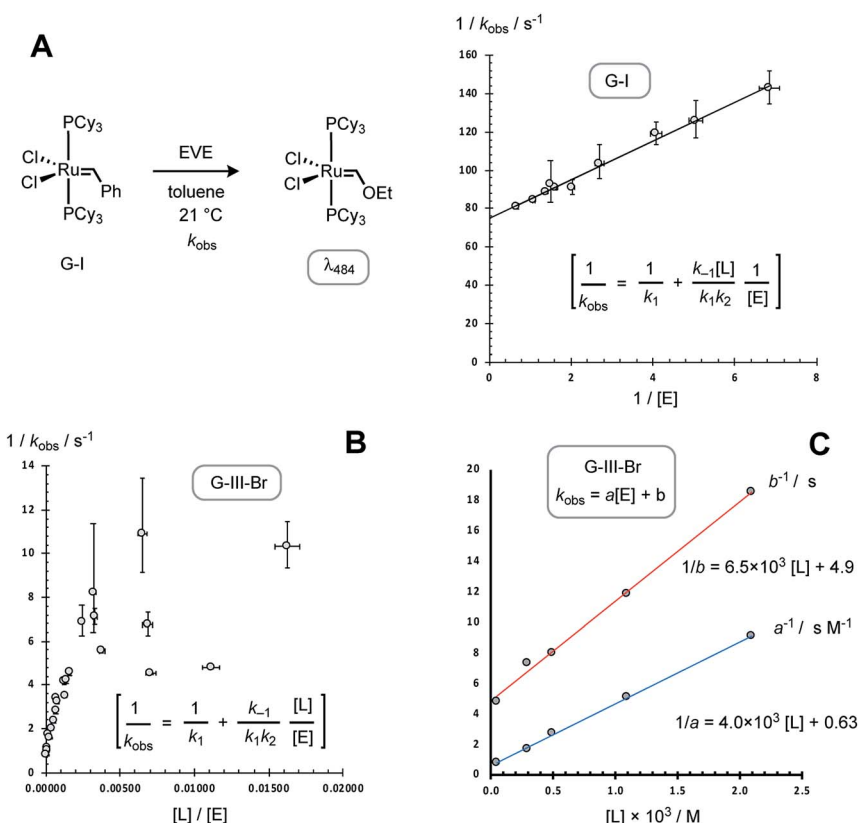 A
PCy3
Cl
Cl
Ru
Ph
PCy3
G-I
EVE
toluene
21 °C
kobs
PCy3
Cl
Cl
Ru
OEt
PCy3
λ484
1 / kobs / s-1
160
140
120
100
80
60
40
20
0
G-I
[ 1/kobs = 1/k1 + k–1[L]/k1k2 1/[E] ]
0 2 4 6 8
1 / [E]
B
1 / kobs / s-1
14
12
10
8
6
4
2
0
G-III-Br
[ 1/kobs = 1/k1 + k–1/k1k2 [L]/[E] ]
0.00000 0.00500 0.01000 0.01500 0.02000
[L] / [E]
C
20
18
16
14
12
10
8
6
4
2
0
G-III-Br
kobs = a[E] + b
b-1 / s
1/b = 6.5×103 [L] + 4.9
a-1 / s M-1
1/a = 4.0×103 [L] + 0.63
0.0 0.5 1.0 1.5 2.0 2.5
[L] × 103 / M